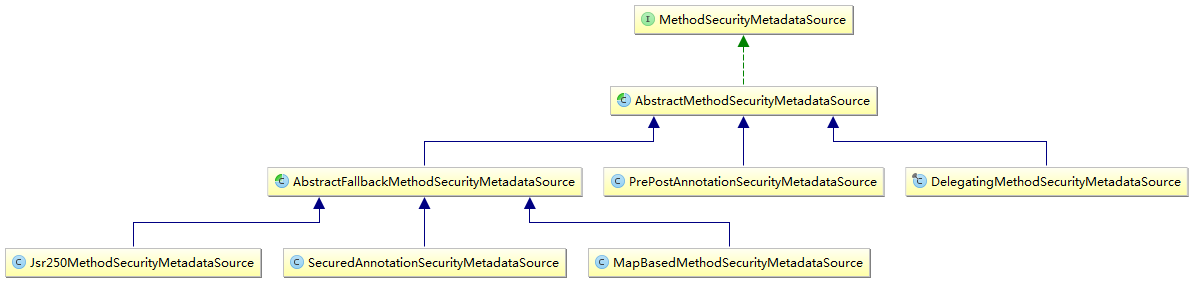 I MethodSecurityMetadataSource
C AbstractMethodSecurityMetadataSource
C AbstractFallbackMethodSecurityMetadataSource
C PrePostAnnotationSecurityMetadataSource
C DelegatingMethodSecurityMetadataSource
C Jsr250MethodSecurityMetadataSource
C SecuredAnnotationSecurityMetadataSource
C MapBasedMethodSecurityMetadataSource